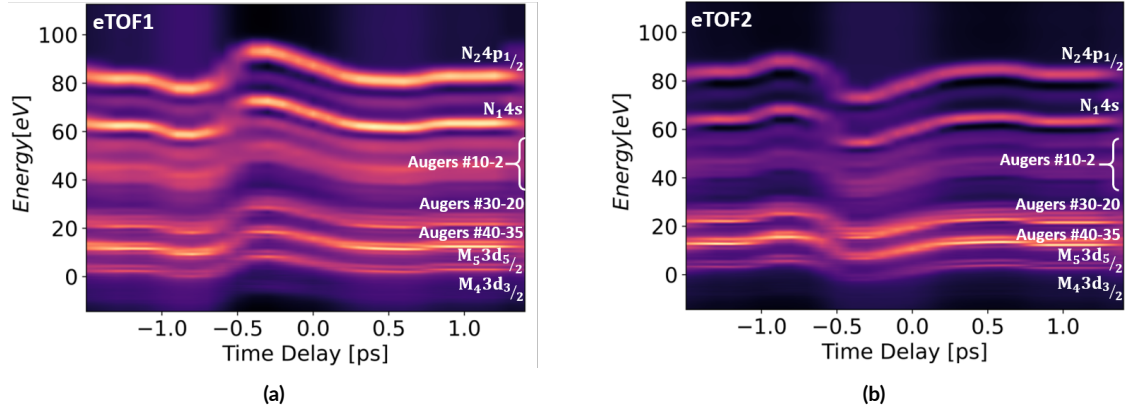 eTOF1
100
80
60
40
20
0
Energy[eV]
N₂4p₁/₂
N₁4s
Augers #10-2
Augers #30-20
Augers #40-35
M₅3d₅/₂
M₄3d₃/₂
−1.0 −0.5 0.0 0.5 1.0
Time Delay [ps]
(a)
eTOF2
100
80
60
40
20
0
Energy [eV]
N₂4p₁/₂
N₁4s
Augers #10-2
Augers #30-20
Augers #40-35
M₅3d₅/₂
M₄3d₃/₂
−1.0 −0.5 0.0 0.5 1.0
Time Delay [ps]
(b)